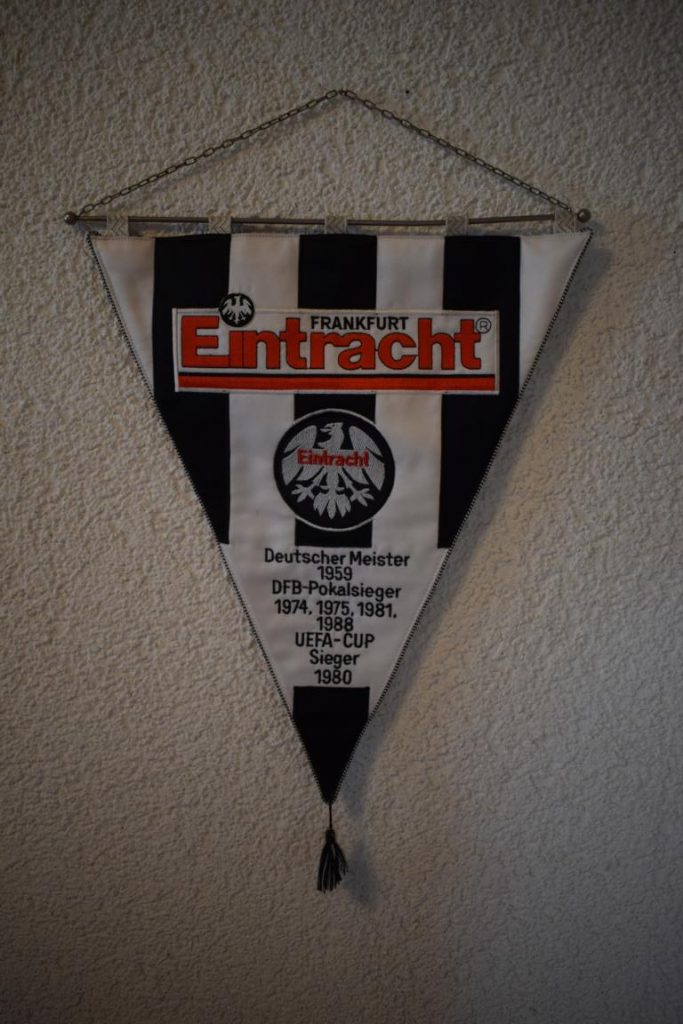 FRANKFURT
Eintracht®
Eintracht
Deutscher Meister
1959
DFB-Pokalsieger
1974, 1975, 1981,
1988
UEFA-CUP
Sieger
1980